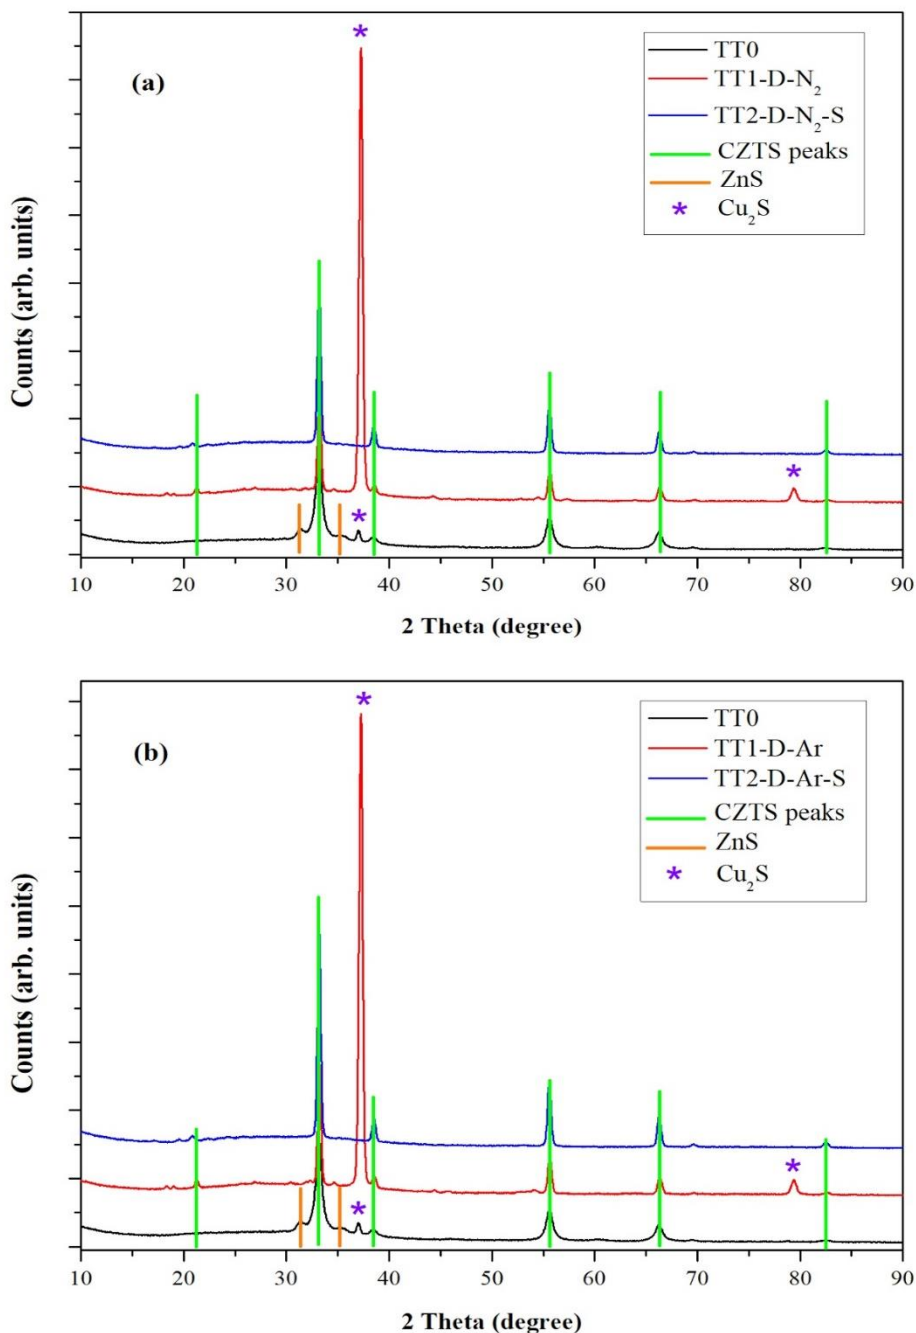 (a)
TT0
TT1-D-N₂
TT2-D-N₂-S
CZTS peaks
ZnS
* Cu₂S
*
*
*
Counts (arb. units)
10 20 30 40 50 60 70 80 90
2 Theta (degree)
(b)
TT0
TT1-D-Ar
TT2-D-Ar-S
CZTS peaks
ZnS
* Cu₂S
*
*
*
Counts (arb. units)
10 20 30 40 50 60 70 80 90
2 Theta (degree)